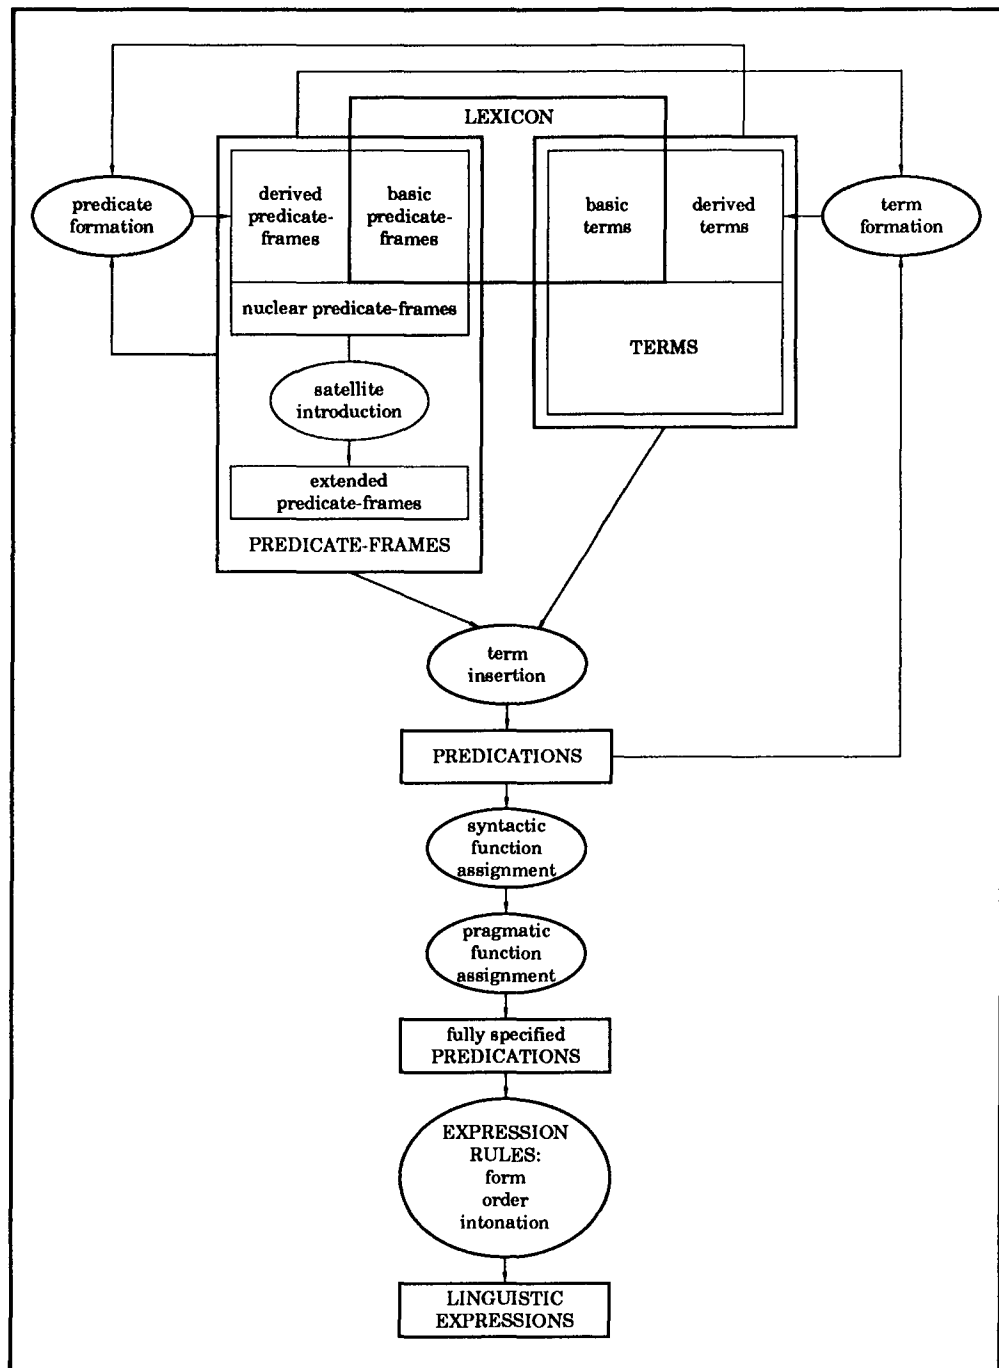 LEXICON
predicate
formation
derived
predicate-
frames
basic
predicate-
frames
basic
terms
derived
terms
term
formation
nuclear predicate-frames
TERMS
satellite
introduction
extended
predicate-frames
PREDICATE-FRAMES
term
insertion
PREDICATIONS
syntactic
function
assignment
pragmatic
function
assignment
fully specified
PREDICATIONS
EXPRESSION
RULES:
form
order
intonation
LINGUISTIC
EXPRESSIONS